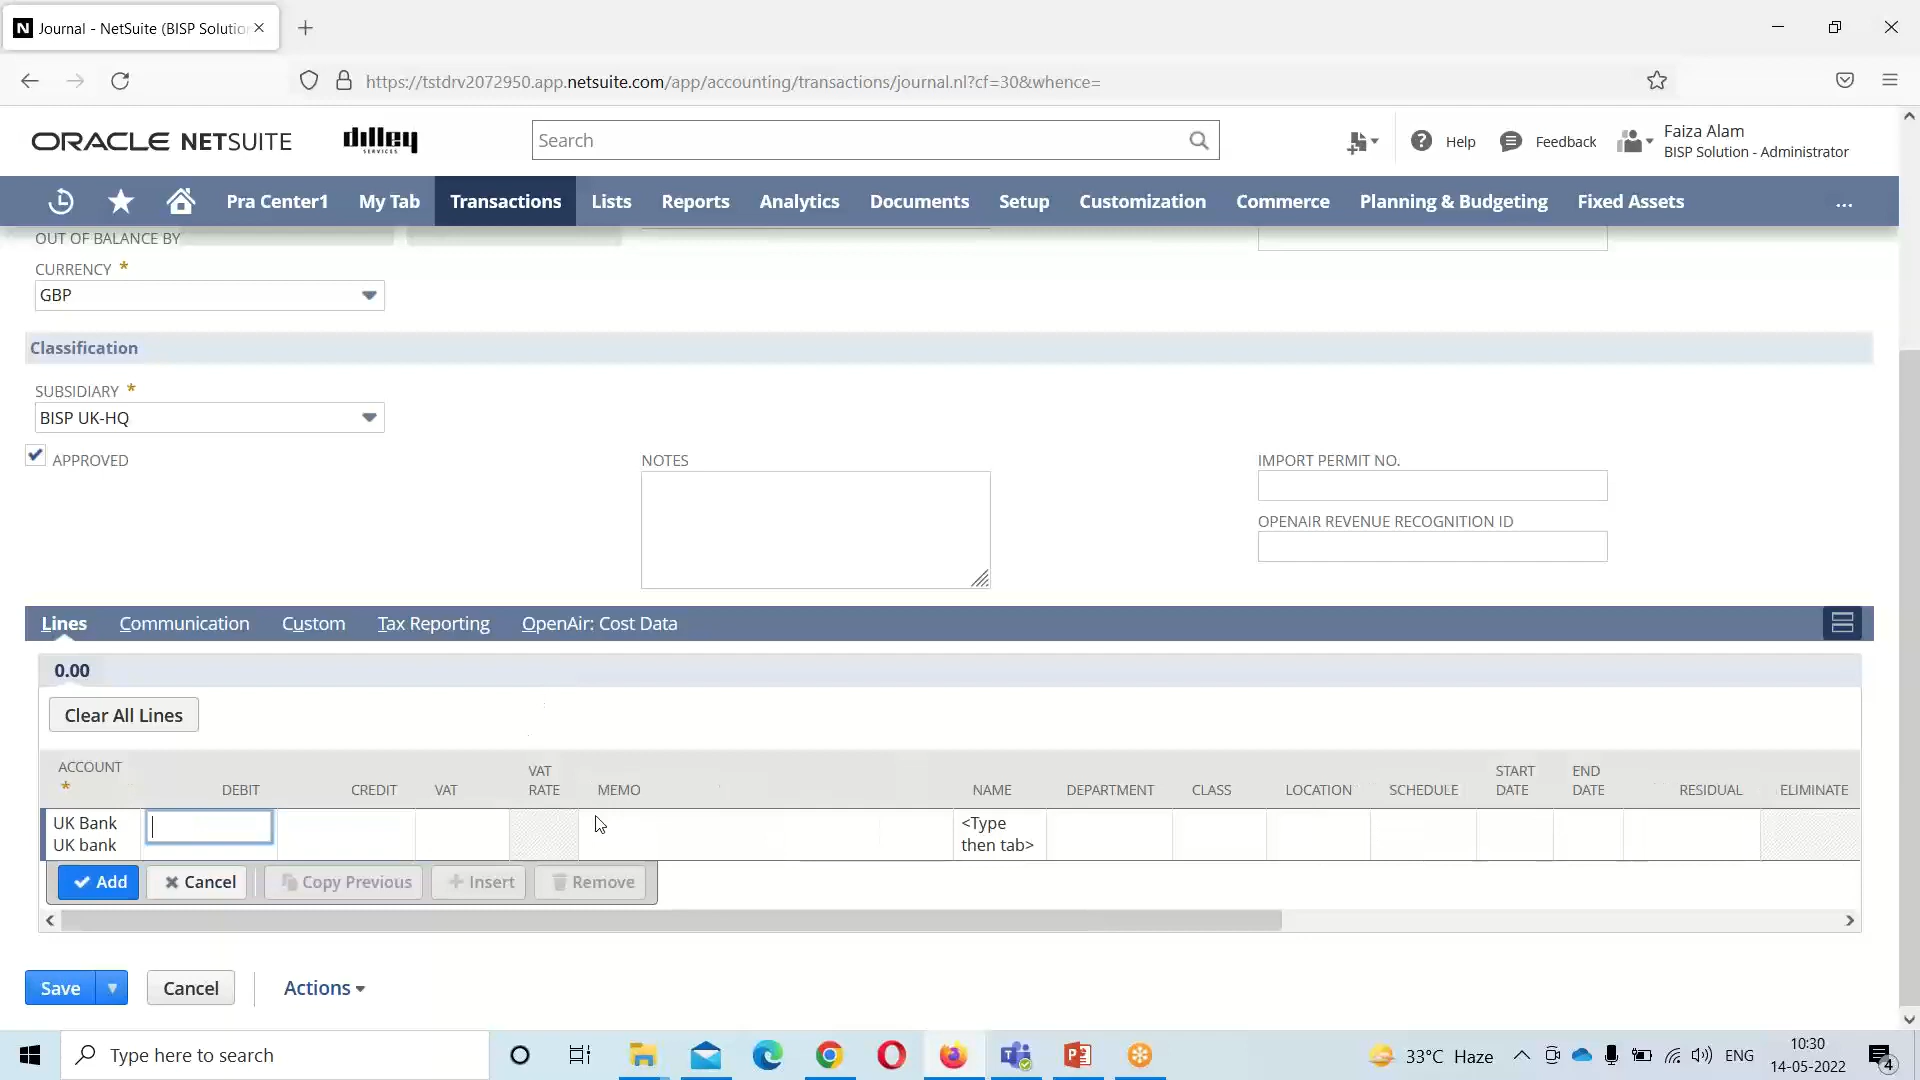 Journal - NetSuite (BISP Solutio
https://tstdrv2072950.app.netsuite.com/app/accounting/transactions/journal.nl?cf=30&whence=
ORACLE NETSUITE
dilley
SERVICES
Search
Help
Feedback
Faiza Alam
BISP Solution - Administrator
Pra Center1
My Tab
Transactions
Lists
Reports
Analytics
Documents
Setup
Customization
Commerce
Planning & Budgeting
Fixed Assets
...
OUT OF BALANCE BY
CURRENCY *
GBP
Classification
SUBSIDIARY *
BISP UK-HQ
APPROVED
NOTES
IMPORT PERMIT NO.
OPENAIR REVENUE RECOGNITION ID
Lines
Communication
Custom
Tax Reporting
OpenAir: Cost Data
0.00
Clear All Lines
ACCOUNT *
DEBIT
CREDIT
VAT
VAT RATE
MEMO
NAME
DEPARTMENT
CLASS
LOCATION
SCHEDULE
START DATE
END DATE
RESIDUAL
ELIMINATE
UK Bank
UK bank
<Type
then tab>
Add
Cancel
Copy Previous
Insert
Remove
Save
Cancel
Actions
Type here to search
33°C Haze
ENG
10:30
14-05-2022
4